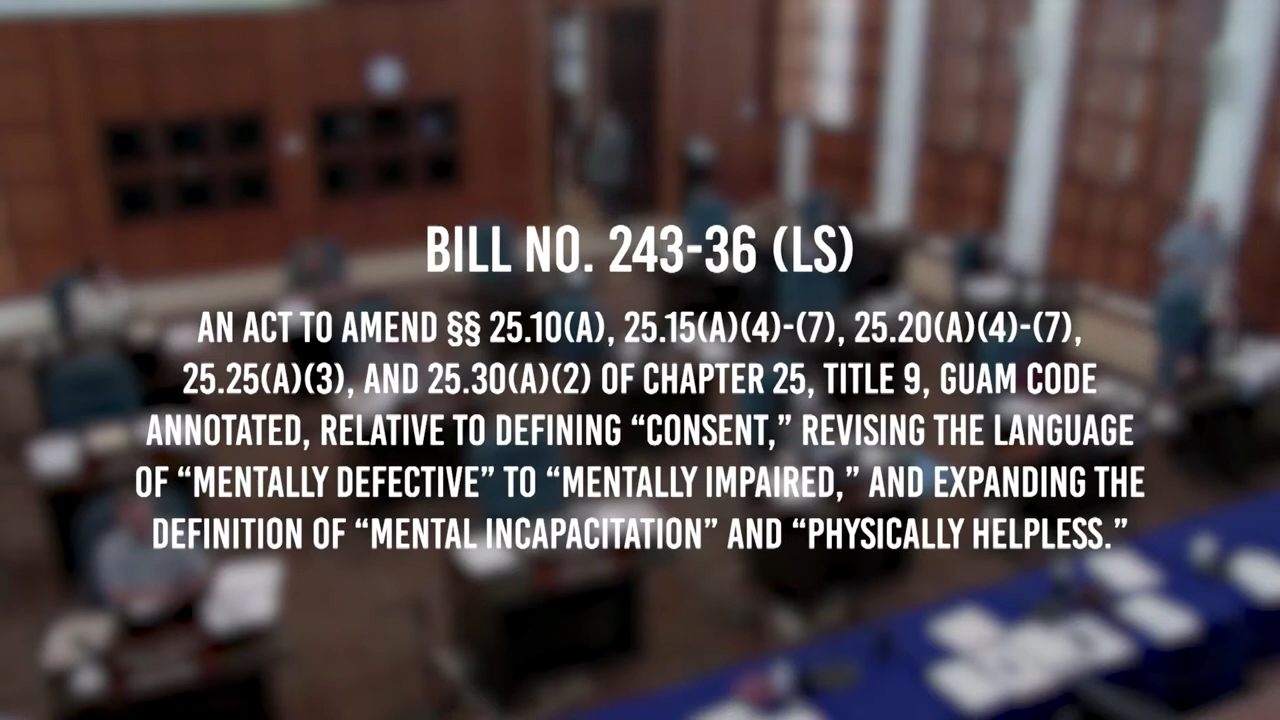 BILL NO. 243-36 (LS)
AN ACT TO AMEND §§ 25.10(A), 25.15(A)(4)-(7), 25.20(A)(4)-(7),
25.25(A)(3), AND 25.30(A)(2) OF CHAPTER 25, TITLE 9, GUAM CODE
ANNOTATED, RELATIVE TO DEFINING “CONSENT,” REVISING THE LANGUAGE
OF “MENTALLY DEFECTIVE” TO “MENTALLY IMPAIRED,” AND EXPANDING THE
DEFINITION OF “MENTAL INCAPACITATION” AND “PHYSICALLY HELPLESS.”